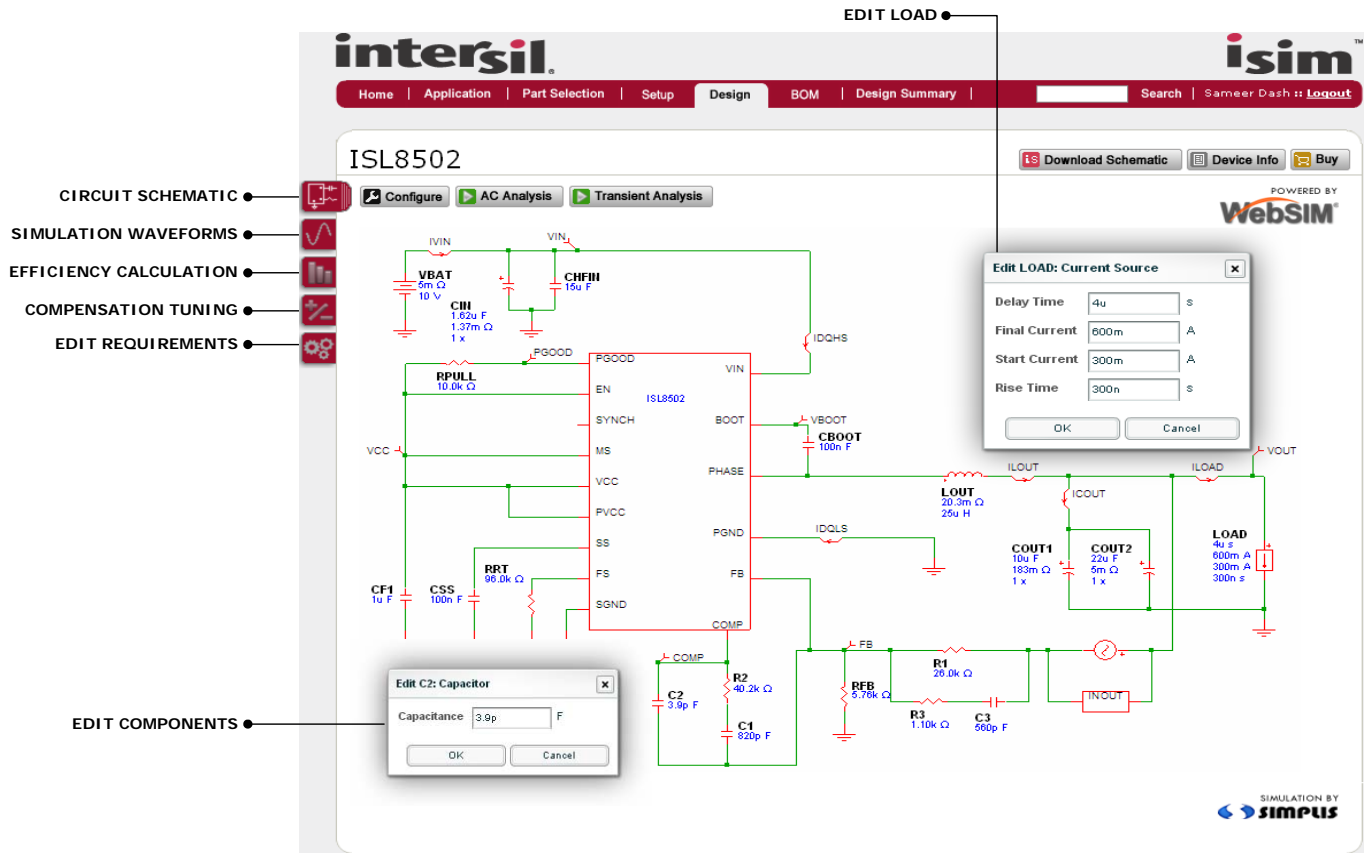 EDIT LOAD
intersil®
isim™
Home | Application | Part Selection | Setup Design BOM | Design Summary | Search | Sameer Dash :: Logout
ISL8502
Download Schematic Device Info Buy
CIRCUIT SCHEMATIC
Configure AC Analysis Transient Analysis
POWERED BY
WebSIM®
SIMULATION WAVEFORMS
EFFICIENCY CALCULATION
COMPENSATION TUNING
EDIT REQUIREMENTS
IVIN
VIN
VBAT
5m Ω
10 V
CIN
1.62u F
1.37m Ω
1 x
CHFIN
15u F
IDQHS
Edit LOAD: Current Source x
Delay Time 4u s
Final Current 600m A
Start Current 300m A
Rise Time 300n s
OK Cancel
PGOOD
RPULL
10.0k Ω
VCC
PGOOD
EN
SYNCH
MS
VCC
PVCC
SS
FS
SGND
ISL8502
VIN
BOOT
PHASE
PGND
FB
COMP
VBOOT
CBOOT
100n F
LOUT
20.3m Ω
25u H
ILOUT
ICOUT
ILOAD
VOUT
IDQLS
COUT1
10u F
183m Ω
1 x
COUT2
22u F
5m Ω
1 x
LOAD
4u s
600m A
300m A
300n s
CF1
1u F
CSS
100n F
RRT
96.0k Ω
COMP
C2
3.9p F
R2
40.2k Ω
C1
820p F
FB
RFB
5.76k Ω
R1
26.0k Ω
R3
1.10k Ω
C3
560p F
INOUT
EDIT COMPONENTS
Edit C2: Capacitor x
Capacitance 3.9p F
OK Cancel
SIMULATION BY
SIMPLIS